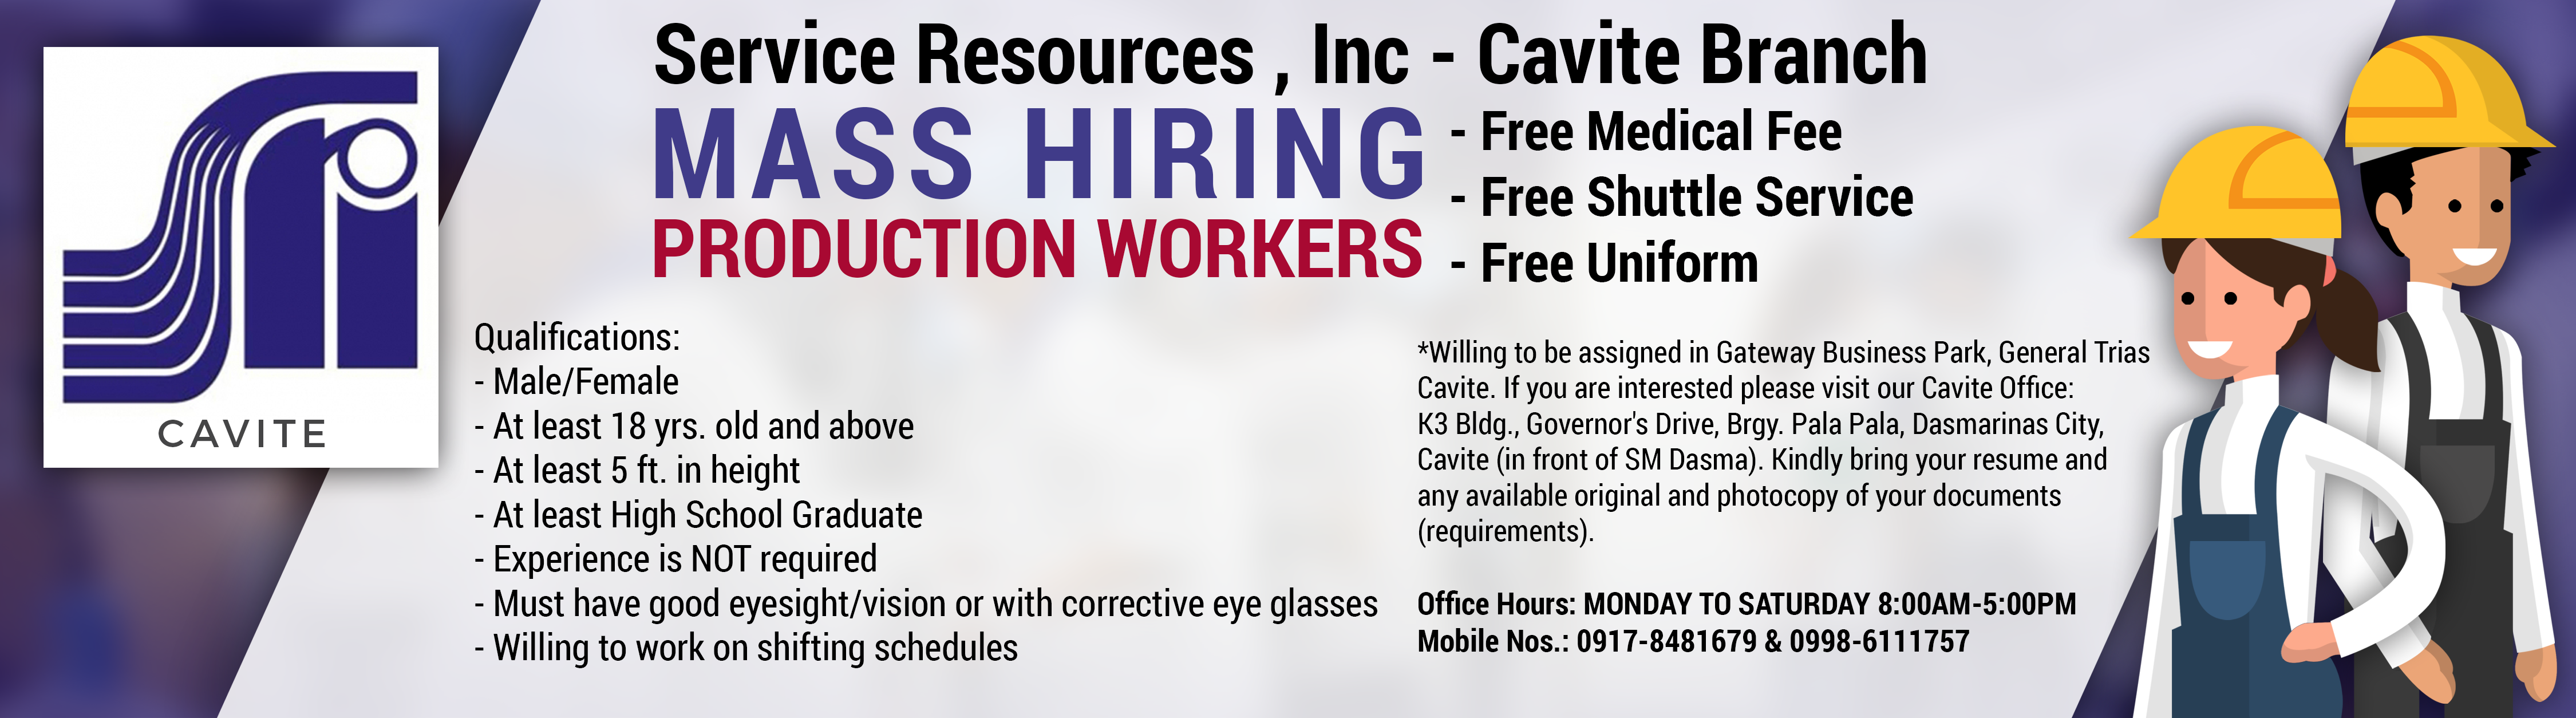 sri
CAVITE
Service Resources , Inc - Cavite Branch
MASS HIRING
PRODUCTION WORKERS
- Free Medical Fee
- Free Shuttle Service
- Free Uniform
Qualifications:
- Male/Female
- At least 18 yrs. old and above
- At least 5 ft. in height
- At least High School Graduate
- Experience is NOT required
- Must have good eyesight/vision or with corrective eye glasses
- Willing to work on shifting schedules
*Willing to be assigned in Gateway Business Park, General Trias
Cavite. If you are interested please visit our Cavite Office:
K3 Bldg., Governor's Drive, Brgy. Pala Pala, Dasmarinas City,
Cavite (in front of SM Dasma). Kindly bring your resume and
any available original and photocopy of your documents
(requirements).
Office Hours: MONDAY TO SATURDAY 8:00AM-5:00PM
Mobile Nos.: 0917-8481679 & 0998-6111757